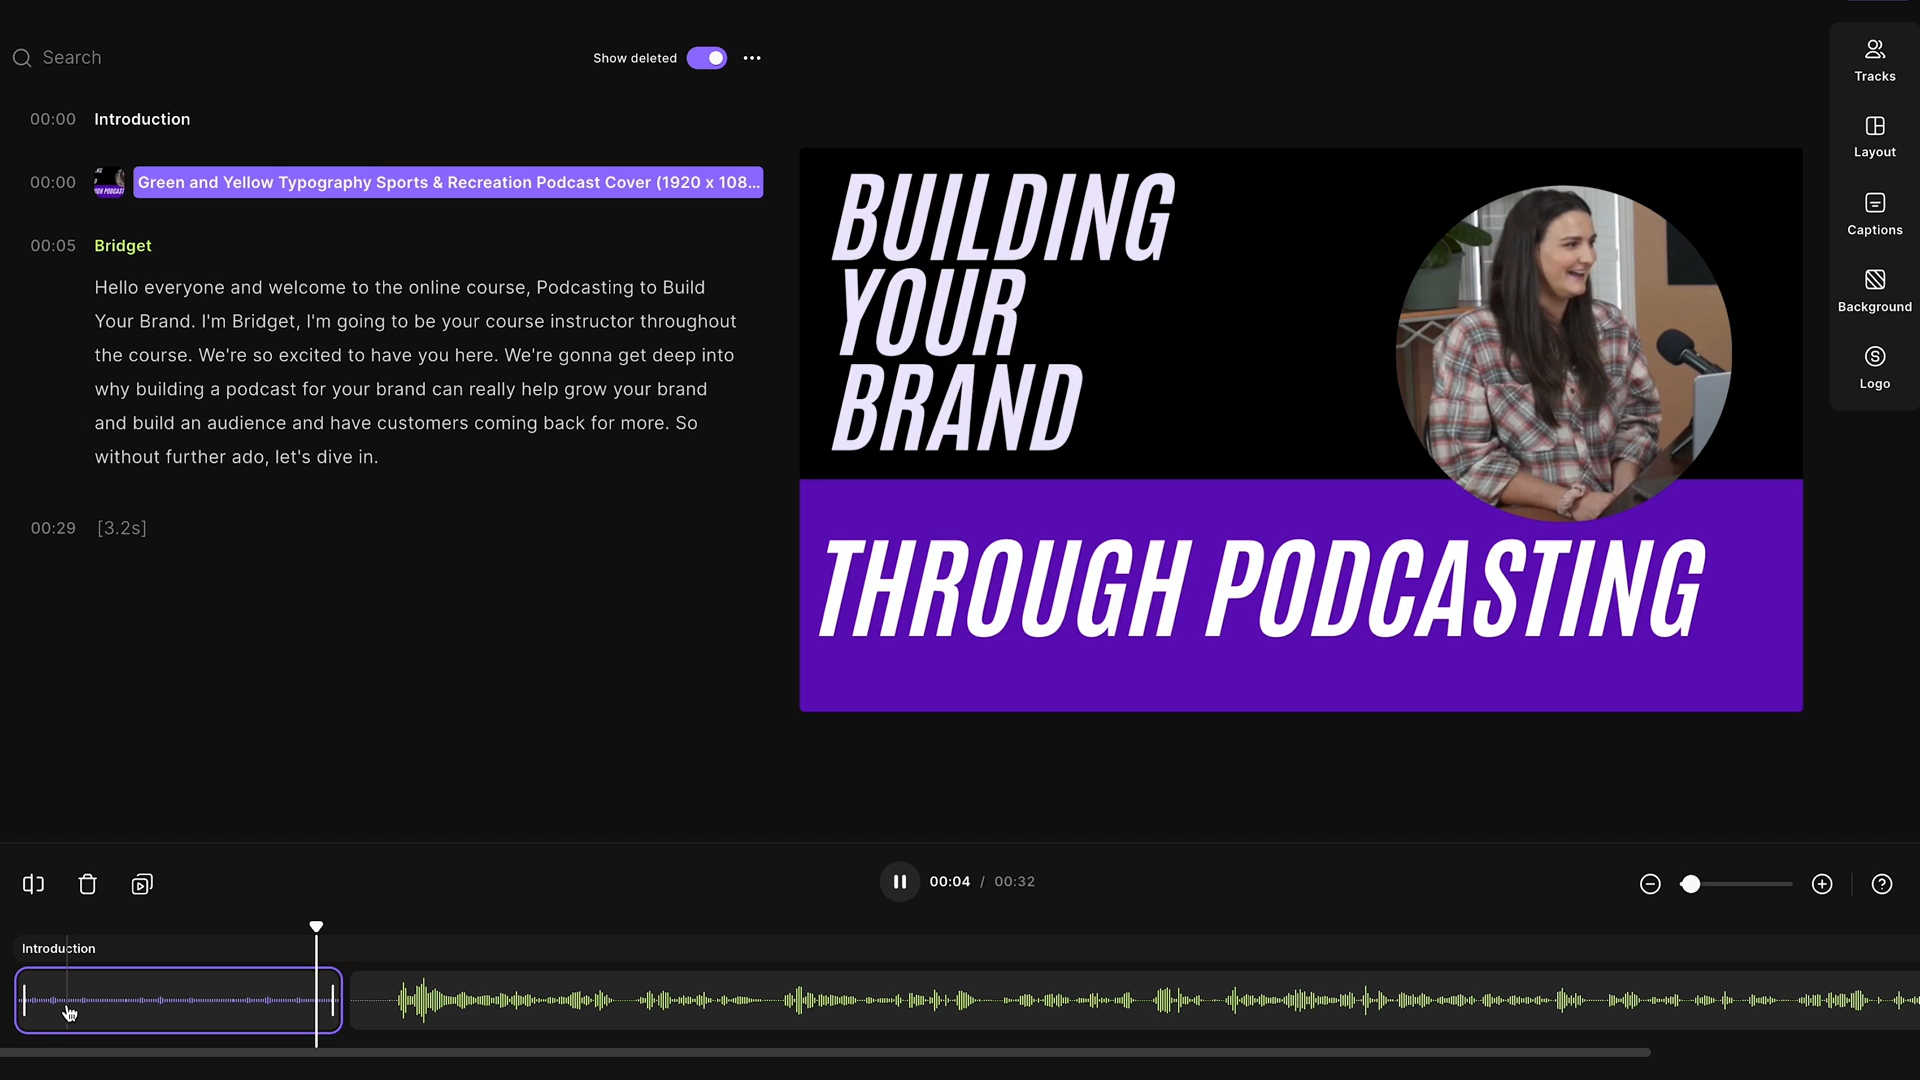 Search
Show deleted
00:00 Introduction
00:00 Green and Yellow Typography Sports & Recreation Podcast Cover (1920 x 108...
00:05 Bridget
Hello everyone and welcome to the online course, Podcasting to Build
Your Brand. I'm Bridget, I'm going to be your course instructor throughout
the course. We're so excited to have you here. We're gonna get deep into
why building a podcast for your brand can really help grow your brand
and build an audience and have customers coming back for more. So
without further ado, let's dive in.
00:29 [3.2s]
BUILDING
YOUR
BRAND
THROUGH PODCASTING
Tracks
Layout
Captions
Background
Logo
00:04 / 00:32
Introduction